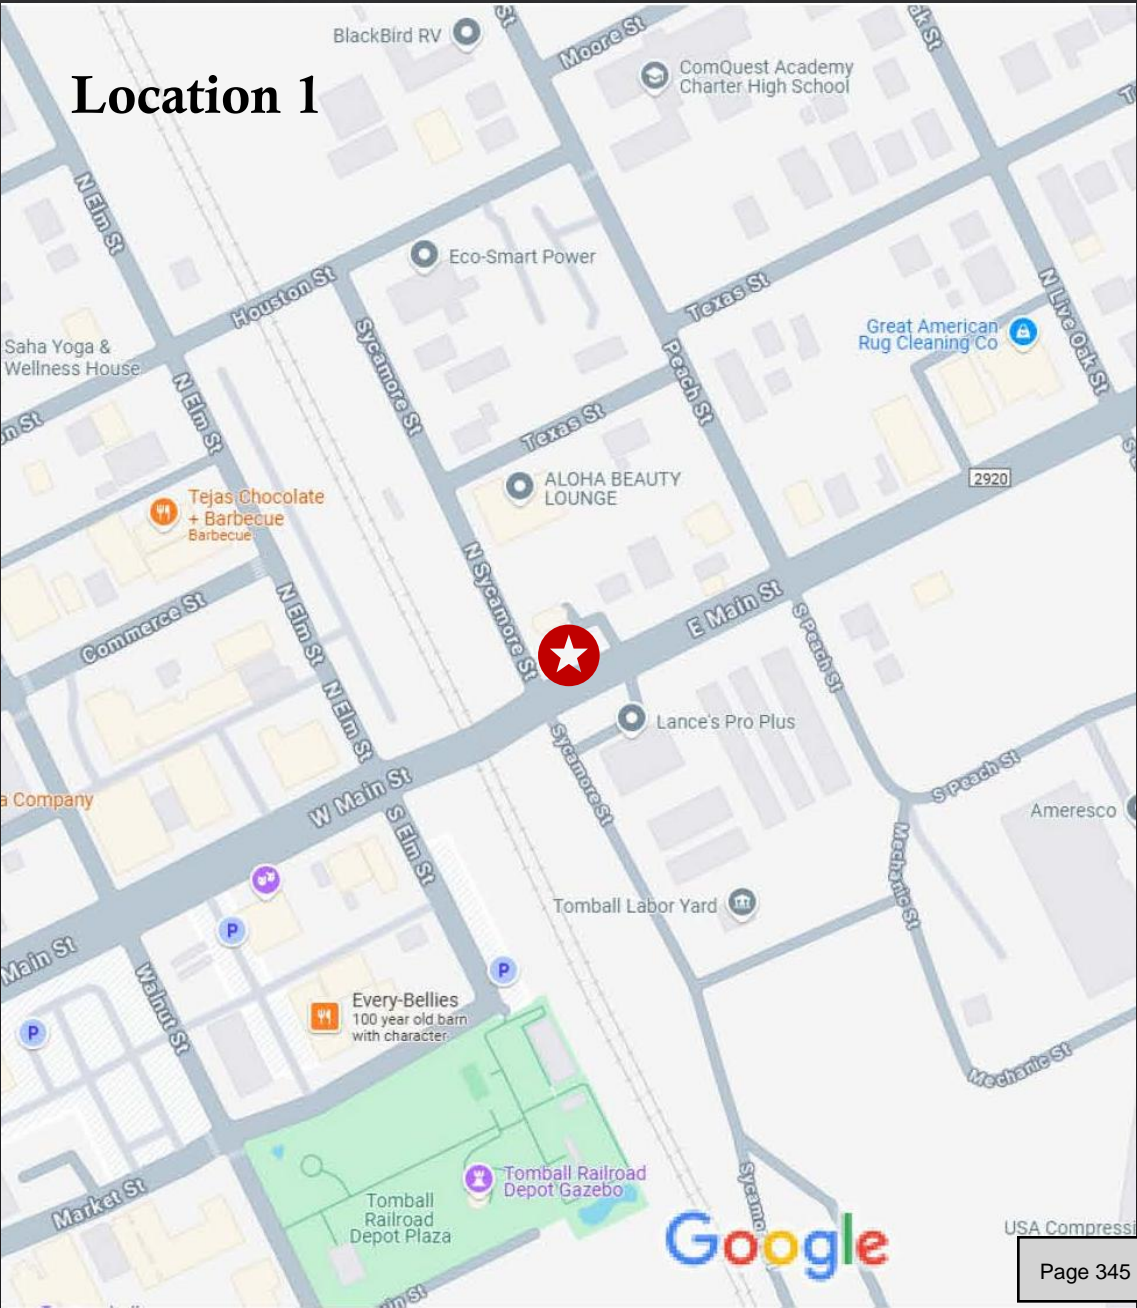 St
BlackBird RV
Moore St
ComQuest Academy
Charter High School
Location 1
N Elm St
Eco-Smart Power
Houston St
Texas St
N Live Oak St
Great American
Rug Cleaning Co
Saha Yoga &
Wellness House
Sycamore St
Peach St
N Elm St
Texas St
ALOHA BEAUTY
LOUNGE
2920
Tejas Chocolate
+ Barbecue
Barbecue
N Sycamore St
N Elm St
Commerce St
E Main St
S Peach St
N Elm St
Lance's Pro Plus
Sycamore St
W Main St
S Peach St
a Company
S Elm St
Ameresco
Mechanic St
Tomball Labor Yard
P
Main St
Walnut St
P
Every-Bellies
100 year old barn
with character
P
Mechanic St
Tomball Railroad
Depot Gazebo
Market St
Tomball
Railroad
Depot Plaza
Sycamo
Google
USA Compressi
Page 345